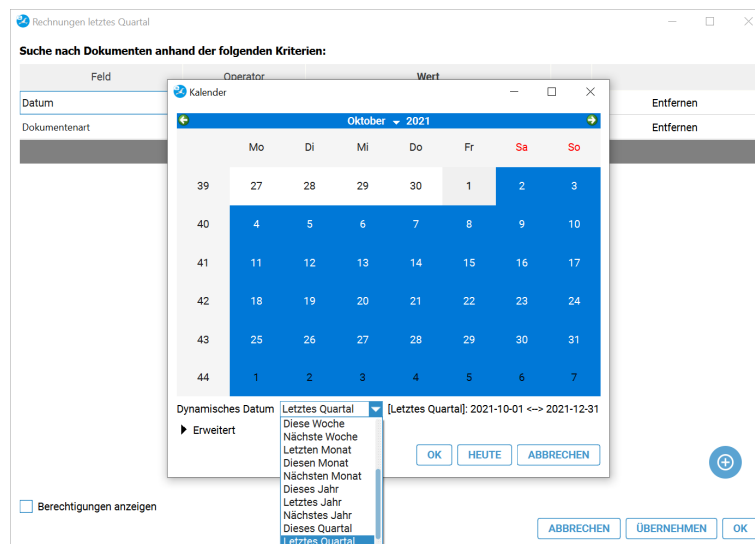 Rechnungen letztes Quartal
Suche nach Dokumenten anhand der folgenden Kriterien:
Feld Operator Wert
Datum Entfernen
Dokumentenart Entfernen
Kalender
Oktober 2021
Mo Di Mi Do Fr Sa So
39 27 28 29 30 1 2 3
40 4 5 6 7 8 9 10
41 11 12 13 14 15 16 17
42 18 19 20 21 22 23 24
43 25 26 27 28 29 30 31
44 1 2 3 4 5 6 7
Dynamisches Datum Letztes Quartal [Letztes Quartal]: 2021-10-01 <--> 2021-12-31
Erweitert
Diese Woche
Nächste Woche
Letzten Monat
Diesen Monat
Nächsten Monat
Dieses Jahr
Letztes Jahr
Nächstes Jahr
Dieses Quartal
Letztes Quartal
OK HEUTE ABBRECHEN
Berechtigungen anzeigen
ABBRECHEN ÜBERNEHMEN OK